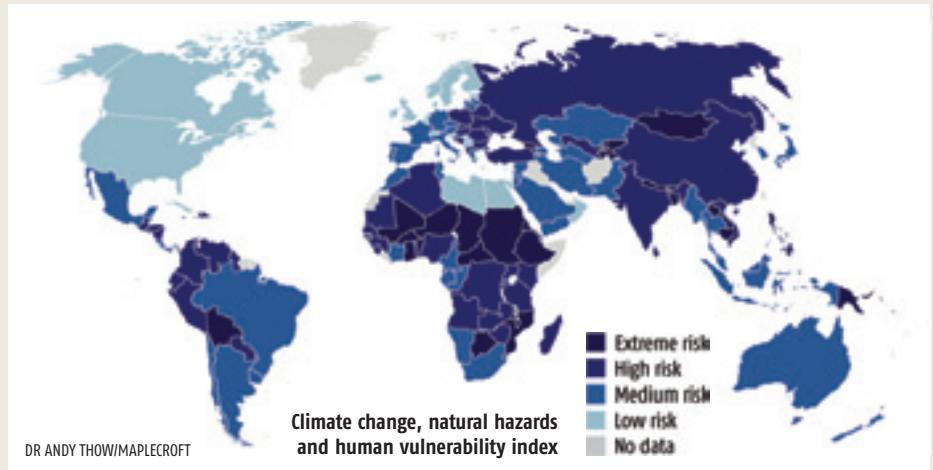 Extreme risk
High risk
Medium risk
Low risk
No data
Climate change, natural hazards
and human vulnerability index
DR ANDY THOW/MAPLECROFT